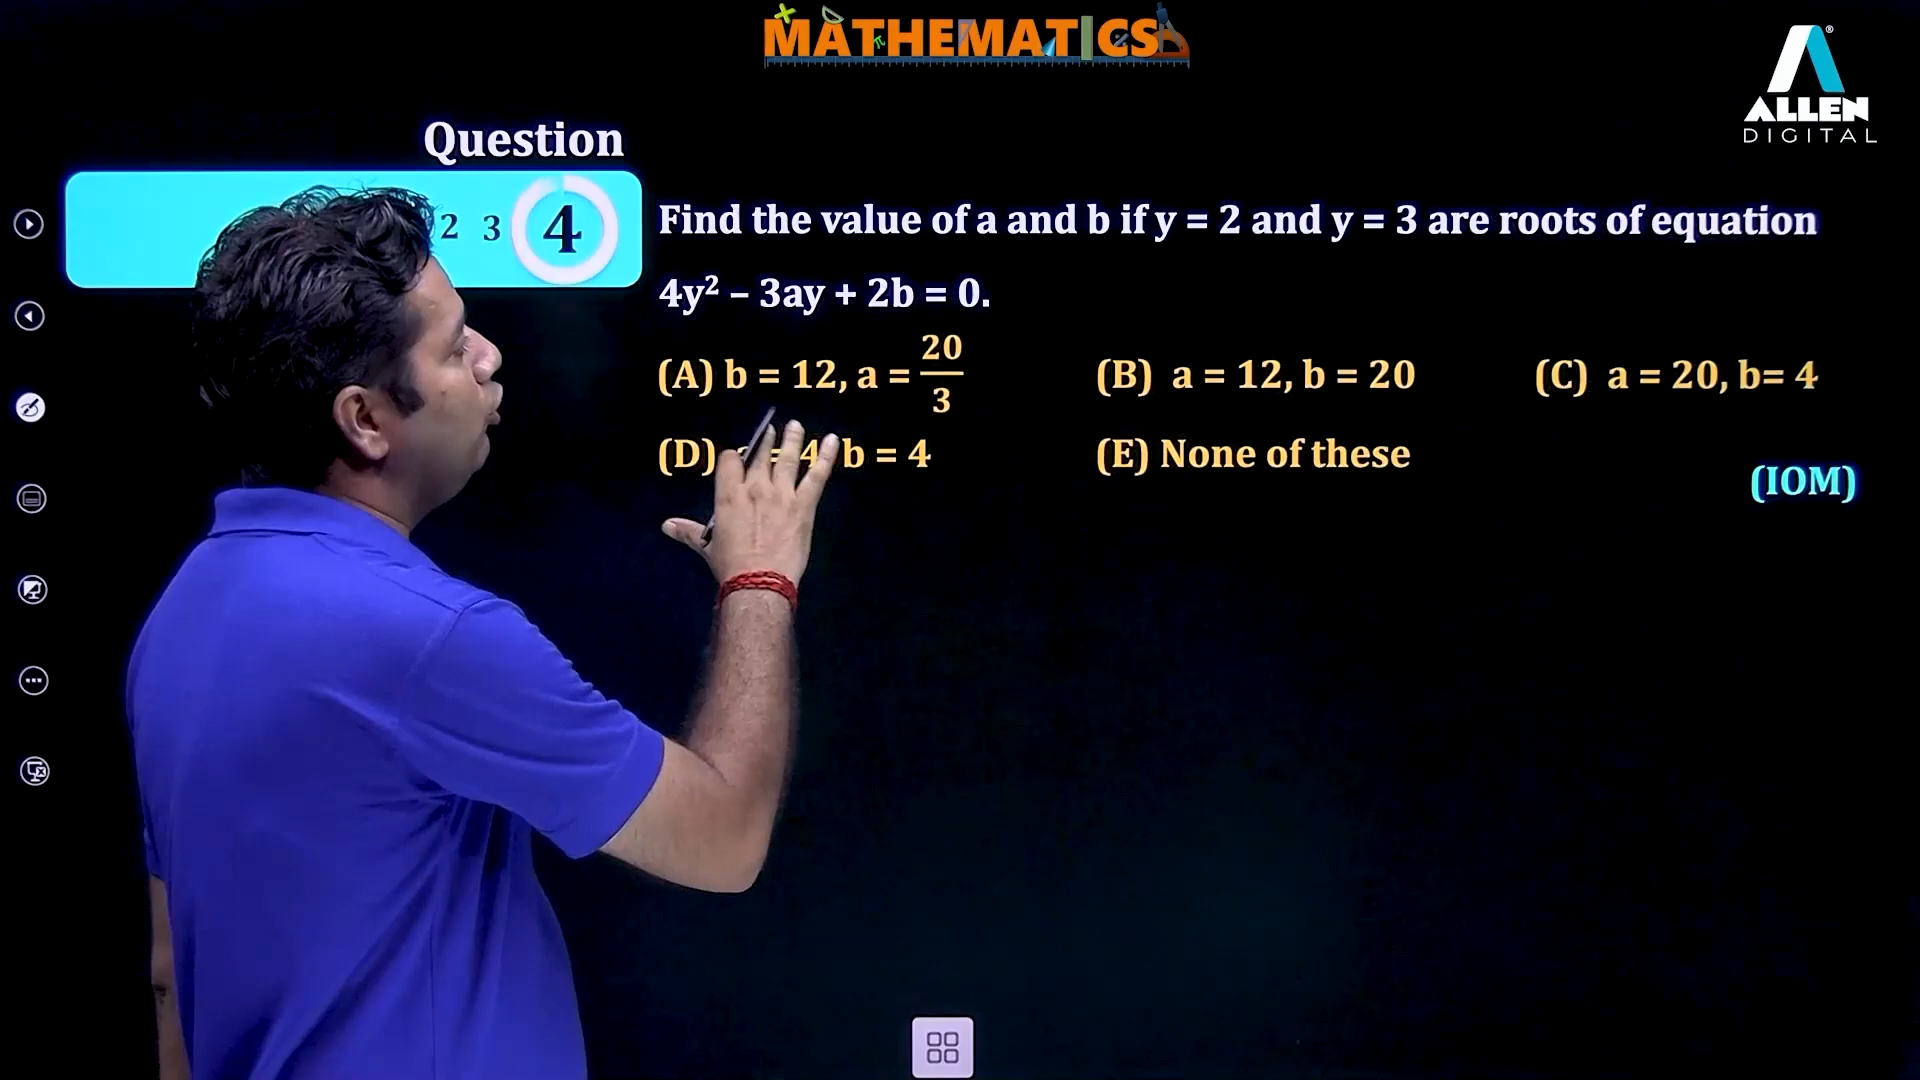 MATHEMATICS
ALLEN
DIGITAL
Question
2 3 4
Find the value of a and b if y = 2 and y = 3 are roots of equation
4y² – 3ay + 2b = 0.
(A) b = 12, a = 20/3
(B) a = 12, b = 20
(C) a = 20, b= 4
(D) = 4 b = 4
(E) None of these
(IOM)